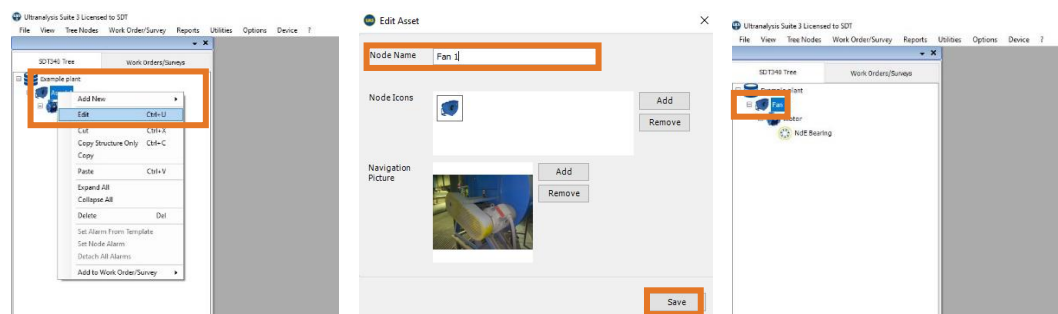 Ultranalysis Suite 3 Licensed to SDT
File View Tree Nodes Work Order/Survey Reports Utilities Options Device ?
SDT340 Tree Work Orders/Surveys
Example plant
Add New
Edit Ctrl+U
Cut Ctrl+X
Copy Structure Only Ctrl+C
Copy
Paste Ctrl+V
Expand All
Collapse All
Delete Del
Set Alarm From Template
Set Node Alarm
Detach All Alarms
Add to Work Order/Survey
Edit Asset
Node Name Fan 1
Node Icons
Add
Remove
Navigation
Picture
Add
Remove
Save
Ultranalysis Suite 3 Licensed to SDT
File View Tree Nodes Work Order/Survey Reports Utilities Options Device ?
SDT340 Tree Work Orders/Surveys
Example plant
Fan
Motor
NdE Bearing